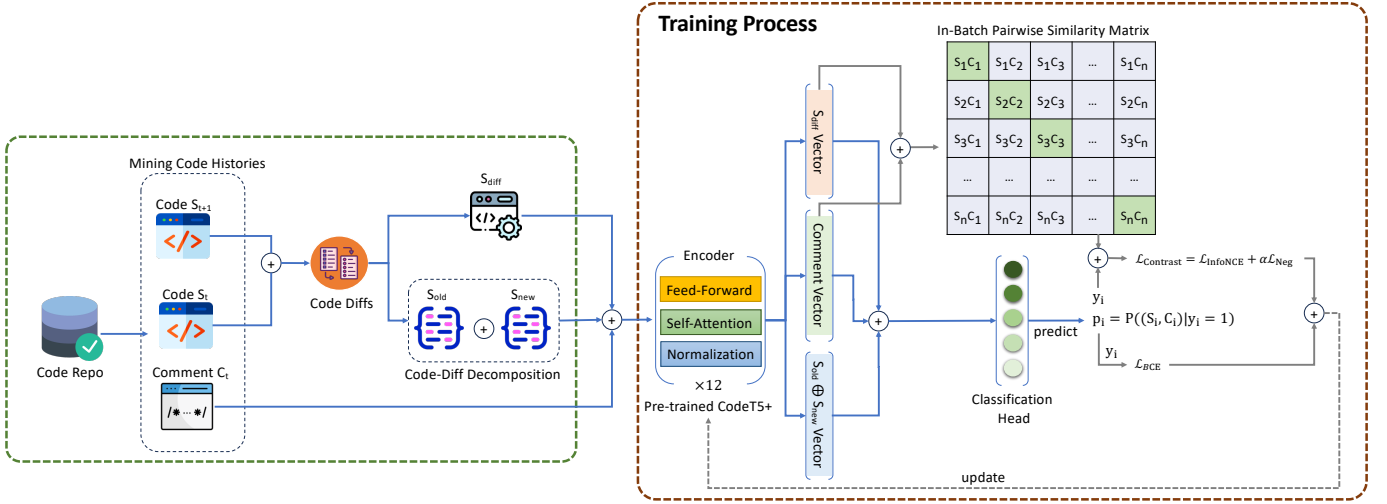 Training Process
In-Batch Pairwise Similarity Matrix
S1C1 S1C2 S1C3 ... S1Cn
S2C1 S2C2 S2C3 ... S2Cn
S3C1 S3C2 S3C3 ... S3Cn
... ... ... ... ...
SnC1 SnC2 SnC3 ... SnCn
Mining Code Histories
Code St+1
</>
Code St
</>
Code Repo
Comment Ct
/* ... */
+
Code Diffs
Sdiff
</>
Sold
+
Snew
Code-Diff Decomposition
+
Encoder
Feed-Forward
Self-Attention
Normalization
×12
Pre-trained CodeT5+
Sdiff Vector
Comment Vector
Sold ⊕ Snew Vector
+
+
Classification
Head
predict
+
ℒContrast = ℒInfoNCE + αℒNeg
yi
pi = P((Si, Ci)|yi = 1)
yi
ℒBCE
+
update